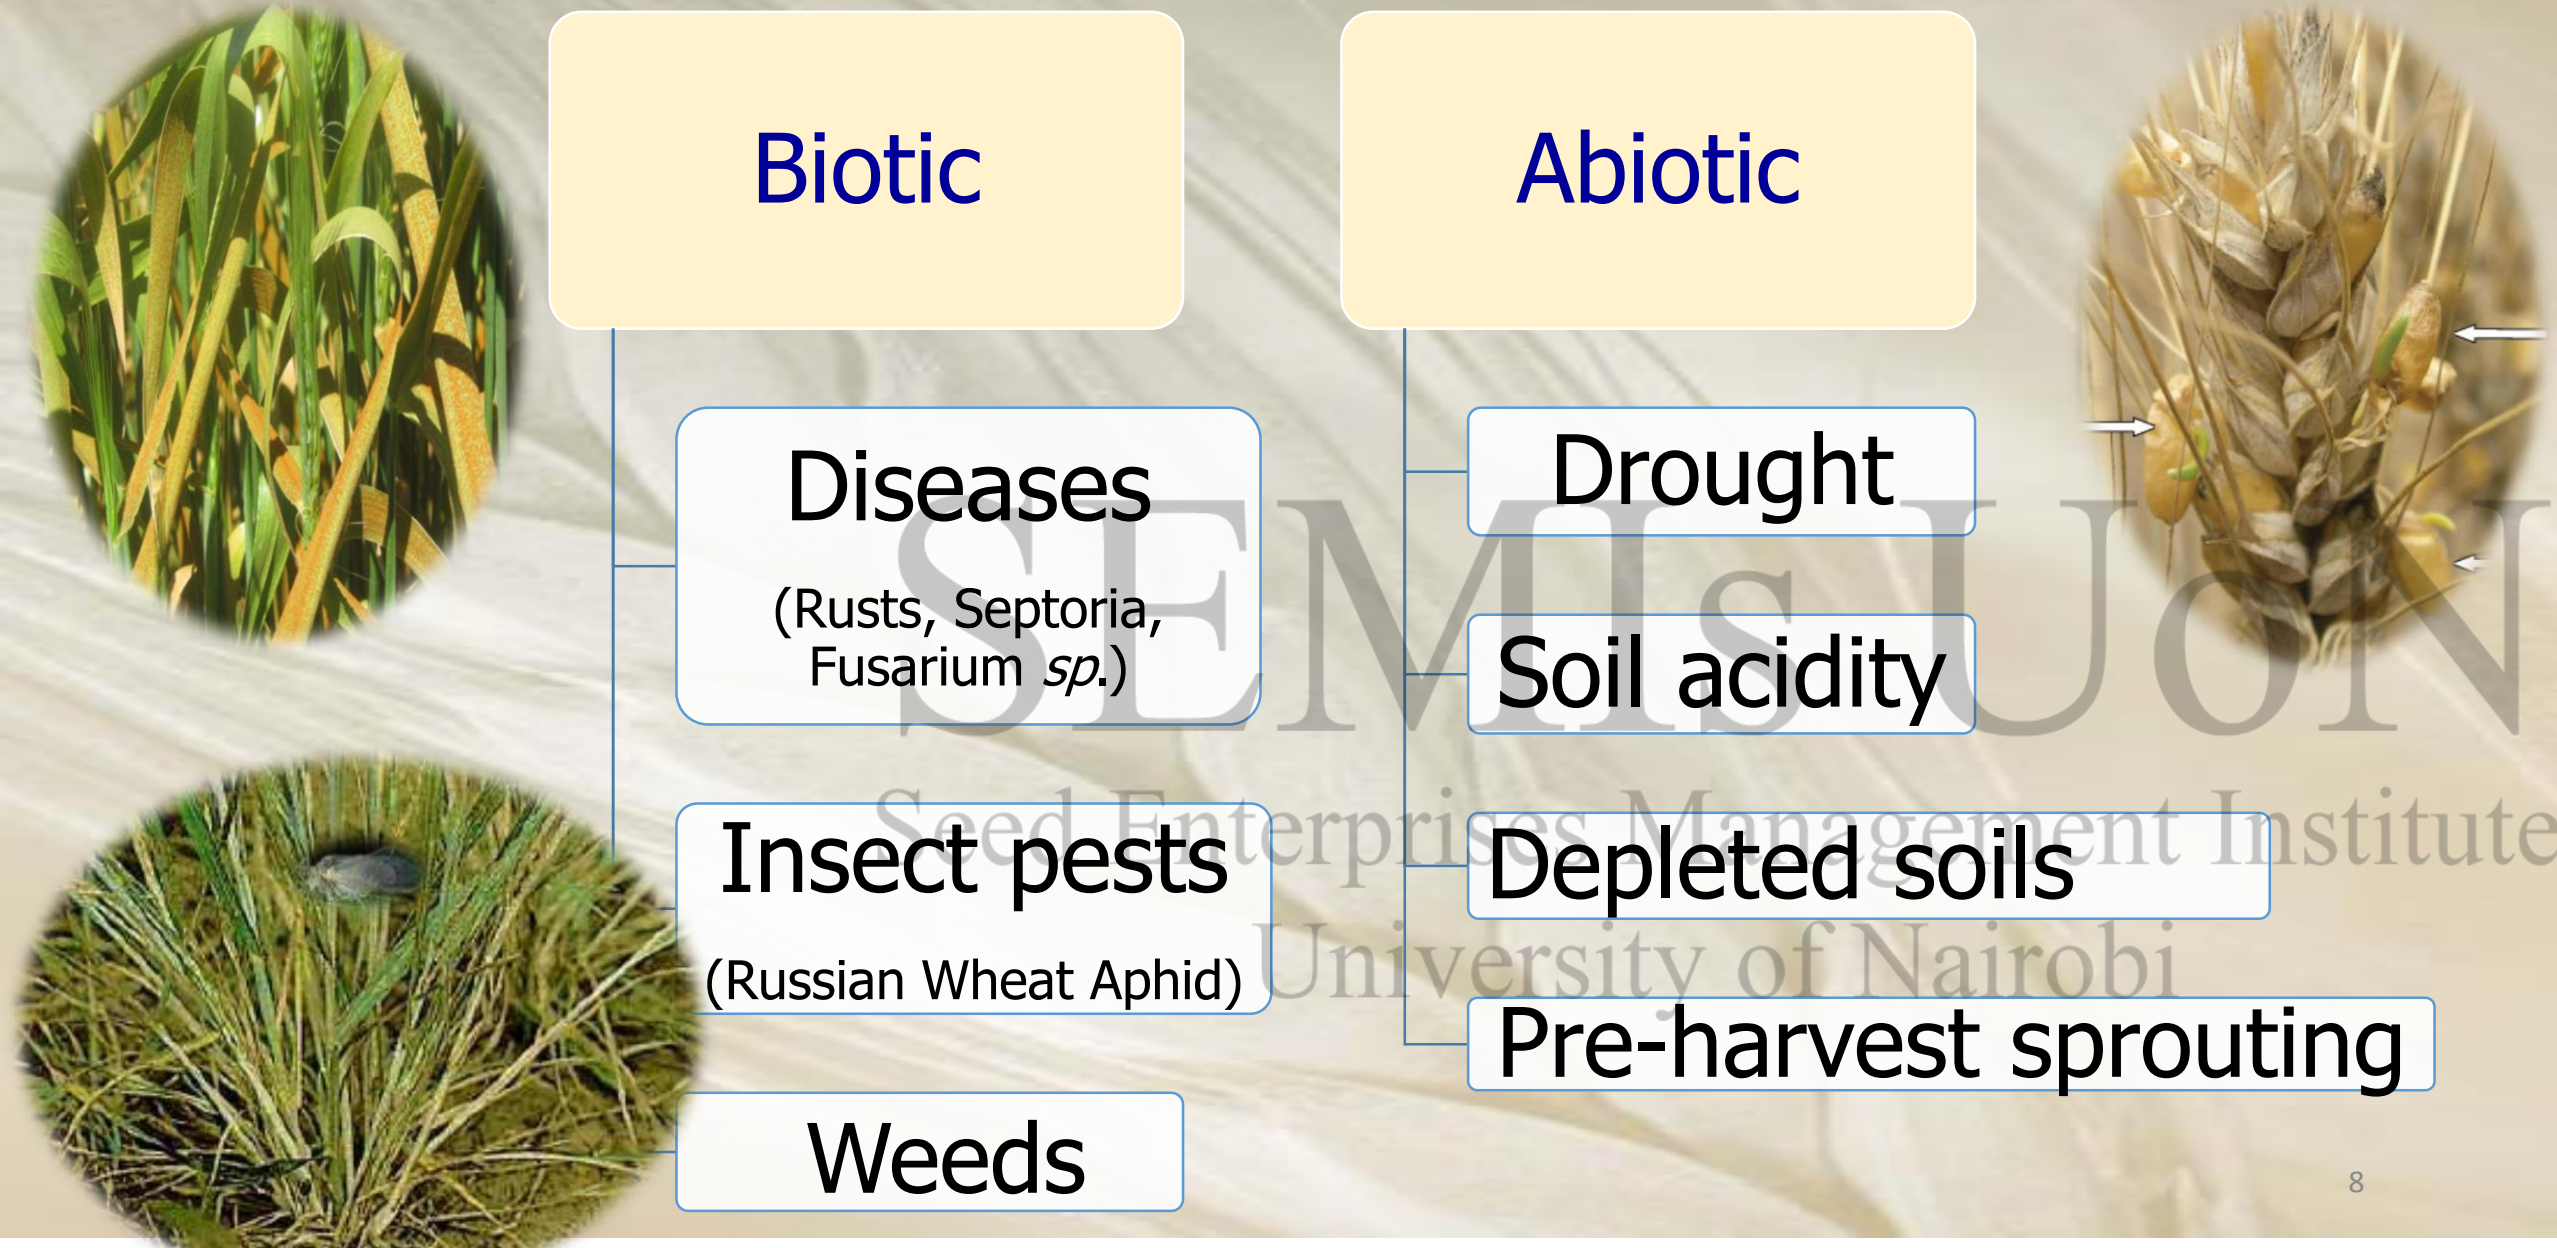 Biotic
Diseases
(Rusts, Septoria,
Fusarium sp.)
Insect pests
(Russian Wheat Aphid)
Weeds
Abiotic
Drought
Soil acidity
Depleted soils
Pre-harvest sprouting
SEMIs UoN
Seed Enterprises Management Institute
University of Nairobi
8